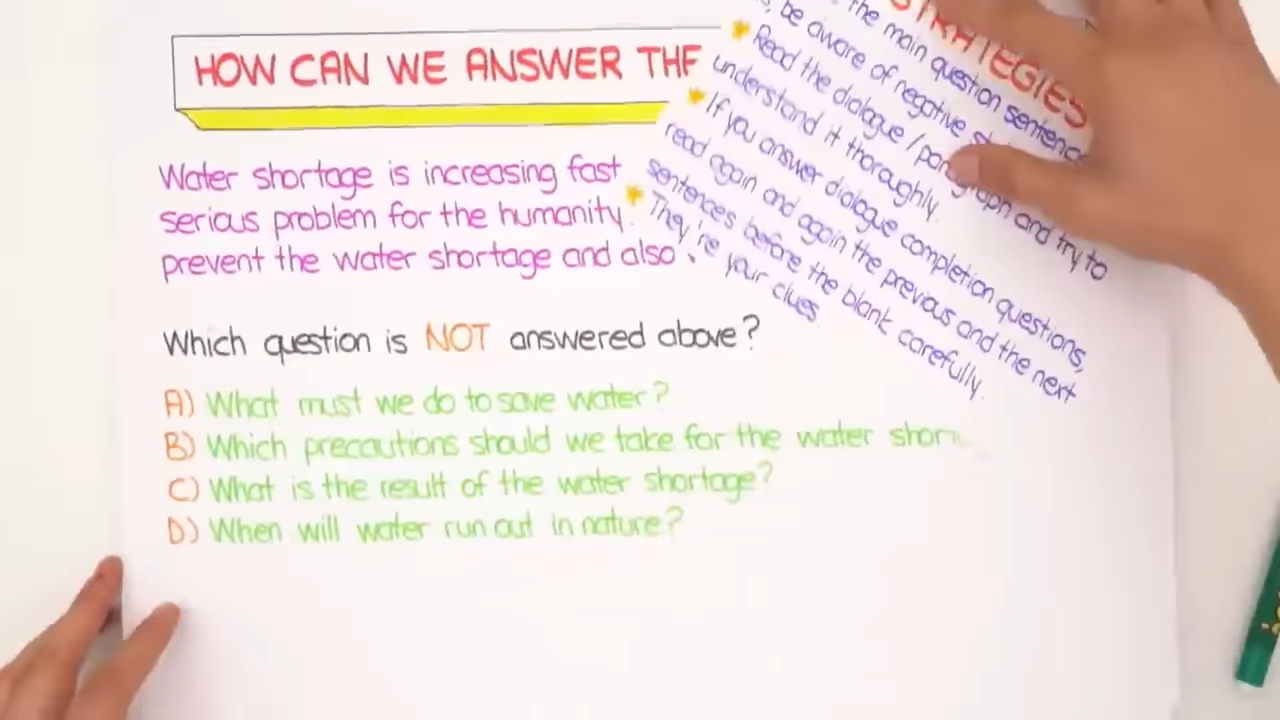 HOW CAN WE ANSWER THE
Water shortage is increasing fast
serious problem for the humanity.
prevent the water shortage and also
Which question is NOT answered above?
A) What must we do to save water?
B) Which precautions should we take for the water
C) What is the result of the water shortage?
D) When will water run out in nature?
STRATEGIES
the main question sentence
be aware of negative
Read the dialogue / paragraph and try to
understand it thoroughly.
If you answer dialogue completion questions,
read again and again the previous and the next
sentences before the blank carefully.
They're your clues.